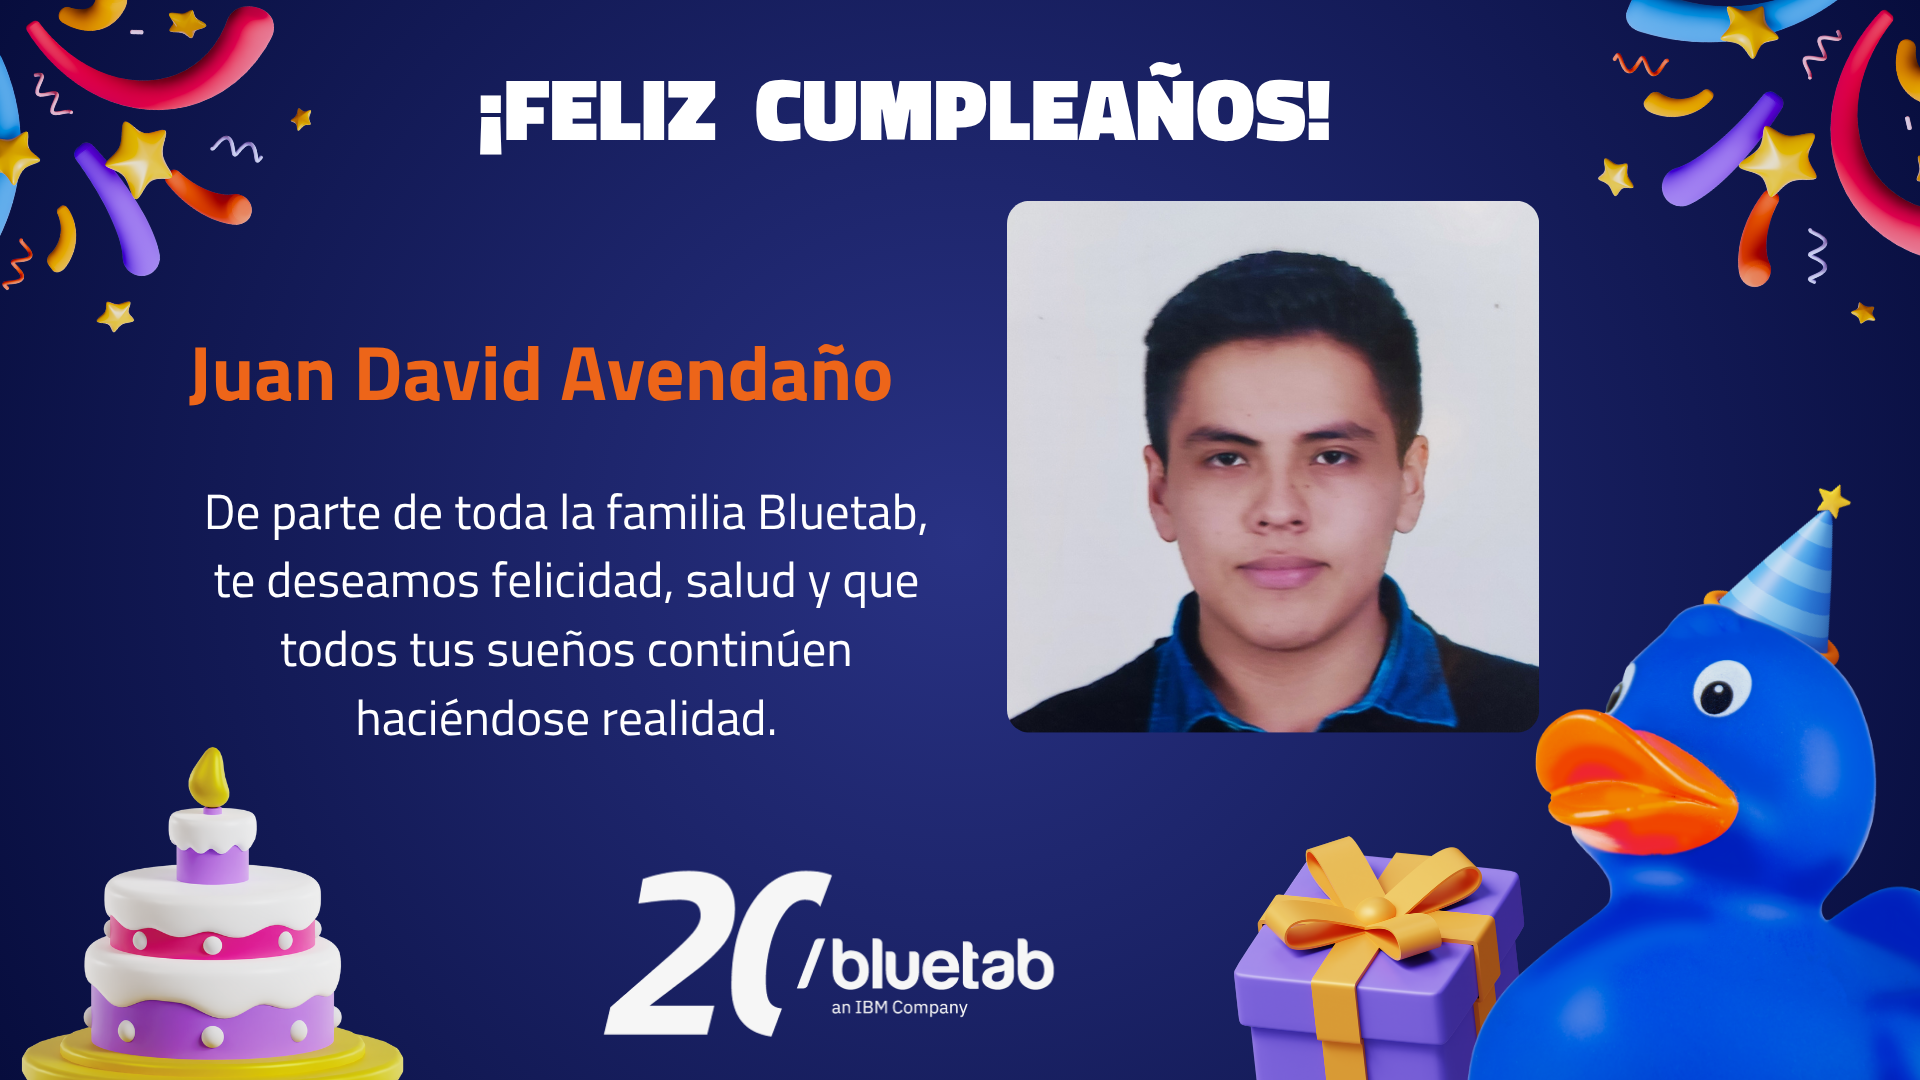 ¡FELIZ CUMPLEAÑOS!
Juan David Avendaño
De parte de toda la familia Bluetab,
te deseamos felicidad, salud y que
todos tus sueños continúen
haciéndose realidad.
20/bluetab
an IBM Company